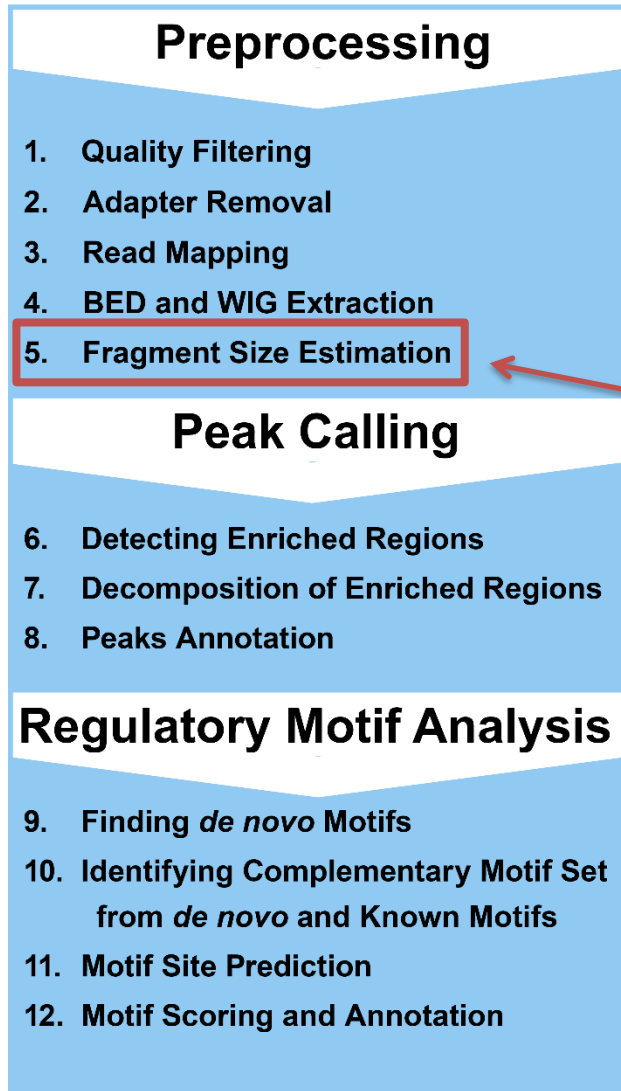 Preprocessing
1. Quality Filtering
2. Adapter Removal
3. Read Mapping
4. BED and WIG Extraction
5. Fragment Size Estimation
Peak Calling
6. Detecting Enriched Regions
7. Decomposition of Enriched Regions
8. Peaks Annotation
Regulatory Motif Analysis
9. Finding de novo Motifs
10. Identifying Complementary Motif Set
from de novo and Known Motifs
11. Motif Site Prediction
12. Motif Scoring and Annotation